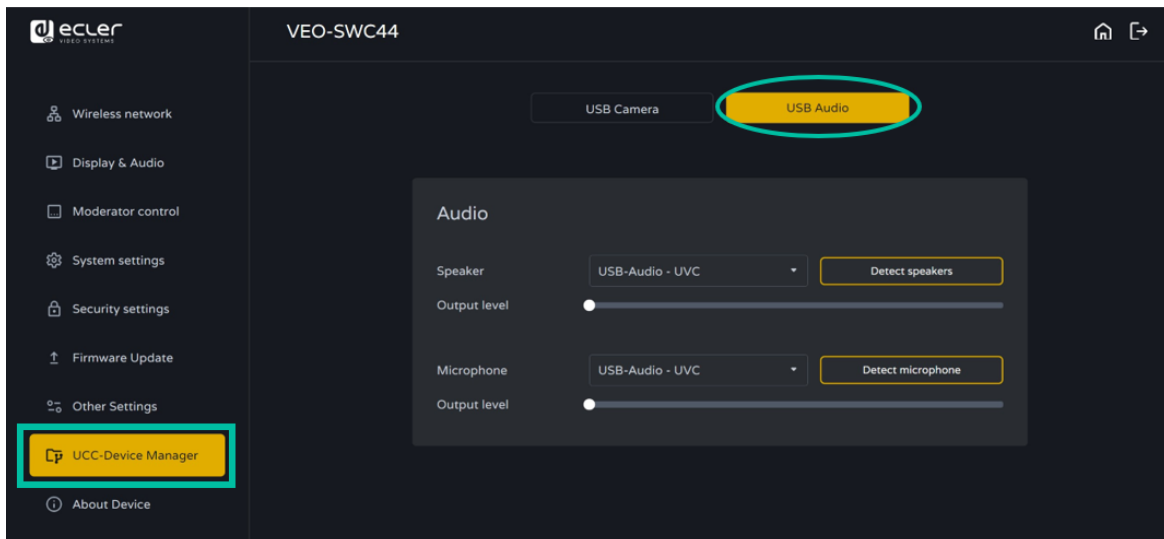 ecler
VIDEO SYSTEMS
VEO-SWC44
Wireless network
Display & Audio
Moderator control
System settings
Security settings
Firmware Update
Other Settings
UCC-Device Manager
About Device
USB Camera
USB Audio
Audio
Speaker
USB-Audio - UVC
Detect speakers
Output level
Microphone
USB-Audio - UVC
Detect microphone
Output level